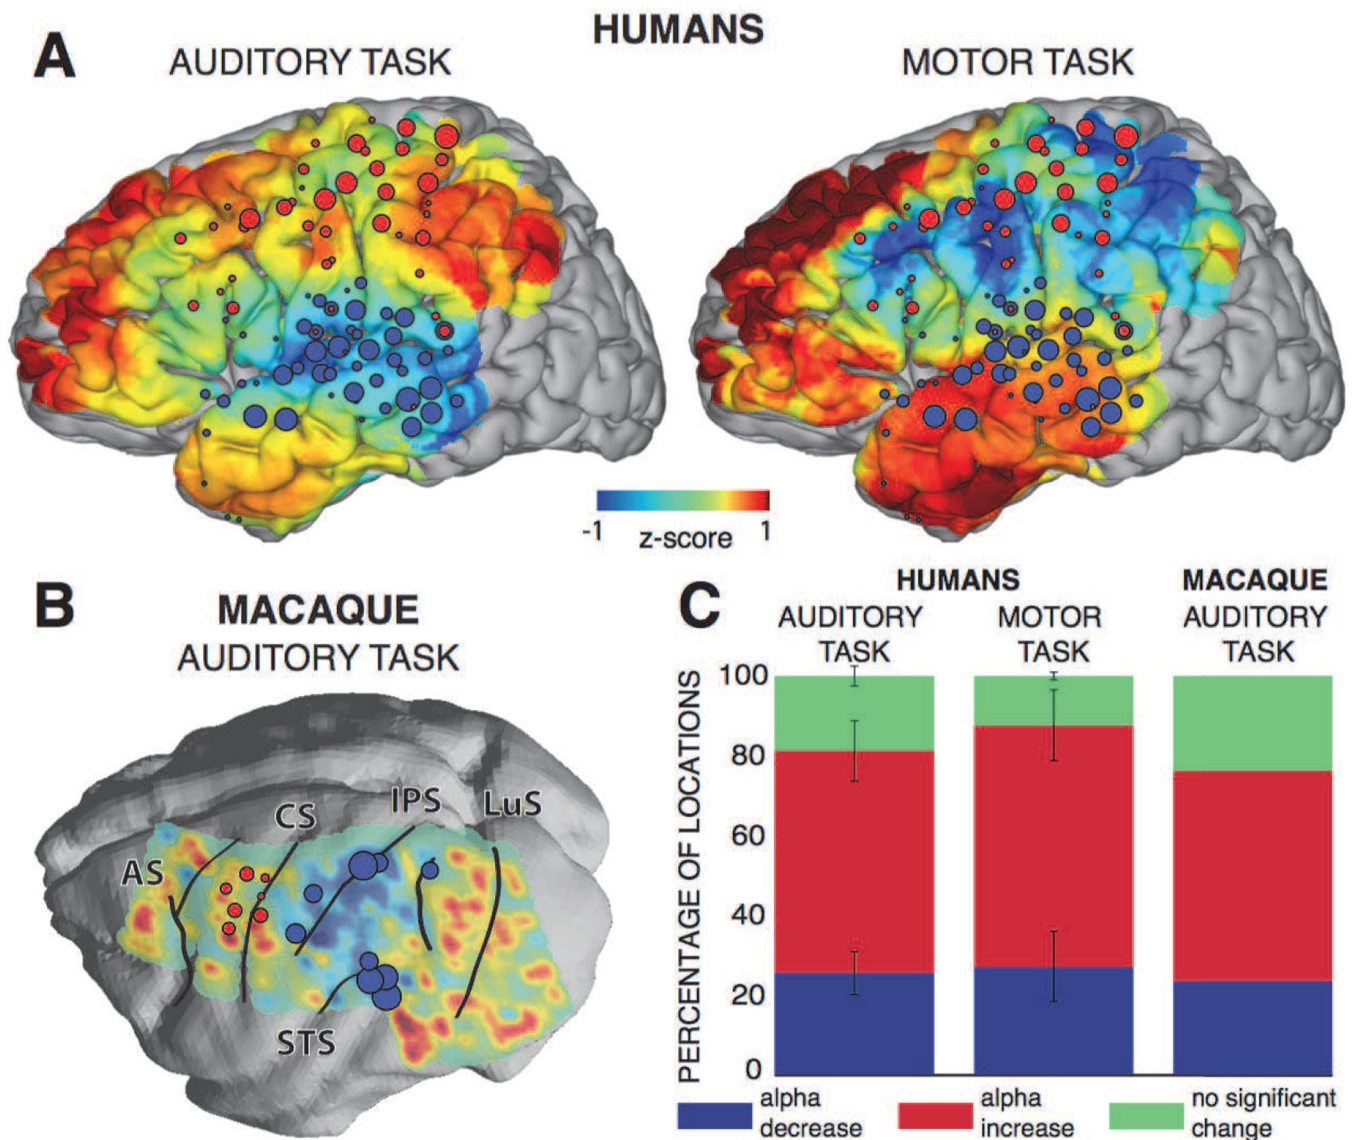 HUMANS
A
AUDITORY TASK
MOTOR TASK
-1
1
z-score
B
MACAQUE
AUDITORY TASK
AS
CS
IPS
LuS
STS
C
HUMANS
MACAQUE
AUDITORY
TASK
MOTOR
TASK
AUDITORY
TASK
PERCENTAGE OF LOCATIONS
100
80
60
40
20
0
alpha
decrease
alpha
increase
no significant
change